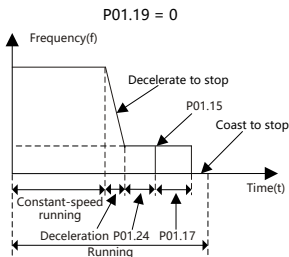 P01.19 = 0
Frequency(f)
Decelerate to stop
P01.15
Coast to stop
Time(t)
Constant-speed
running
Deceleration P01.24 P01.17
Running